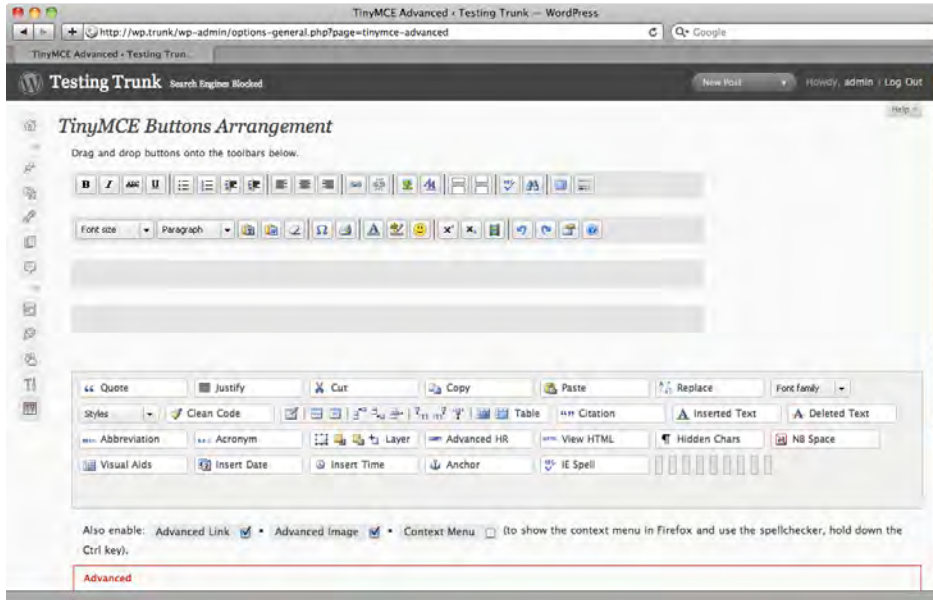 TinyMCE Advanced ‹ Testing Trunk — WordPress
http://wp.trunk/wp-admin/options-general.php?page=tinymce-advanced
Google
TinyMCE Advanced ‹ Testing Trun...
Testing Trunk Search Engines Blocked New Post Howdy, admin | Log Out
Help
TinyMCE Buttons Arrangement
Drag and drop buttons onto the toolbars below.
B I ABC U
Font size Paragraph
Quote Justify Cut Copy Paste Replace Font family
Styles Clean Code Table Citation Inserted Text Deleted Text
Abbreviation Acronym Layer Advanced HR View HTML Hidden Chars NB Space
Visual Aids Insert Date Insert Time Anchor IE Spell
Also enable: Advanced Link • Advanced Image • Context Menu (to show the context menu in Firefox and use the spellchecker, hold down the
Ctrl key).
Advanced